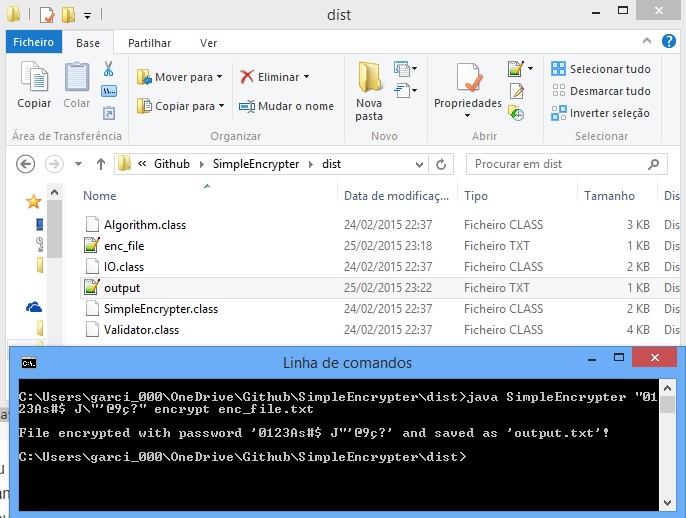 dist
Ficheiro Base Partilhar Ver
Copiar
Colar
Mover para
Copiar para
Eliminar
Mudar o nome
Nova
pasta
Propriedades
Selecionar tudo
Desmarcar tudo
Inverter seleção
Área de Transferência Organizar Novo Abrir Selecionar
« Github SimpleEncrypter dist
Procurar em dist
Nome Data de modificaç... Tipo Tamanho Dis
Algorithm.class 24/02/2015 22:37 Ficheiro CLASS 3 KB Dis
enc_file 25/02/2015 23:18 Ficheiro TXT 1 KB Dis
IO.class 24/02/2015 22:37 Ficheiro CLASS 2 KB Dis
output 25/02/2015 23:22 Ficheiro TXT 1 KB Dis
SimpleEncrypter.class 24/02/2015 22:37 Ficheiro CLASS 2 KB Dis
Validator.class 24/02/2015 22:37 Ficheiro CLASS 4 KB Dis
Linha de comandos
C:\Users\garci_000\OneDrive\Github\SimpleEncrypter\dist>java SimpleEncrypter "01
23As#$ J\"'@9ç?" encrypt enc_file.txt
File encrypted with password '0123As#$ J"'@9ç?' and saved as 'output.txt'!
C:\Users\garci_000\OneDrive\Github\SimpleEncrypter\dist>